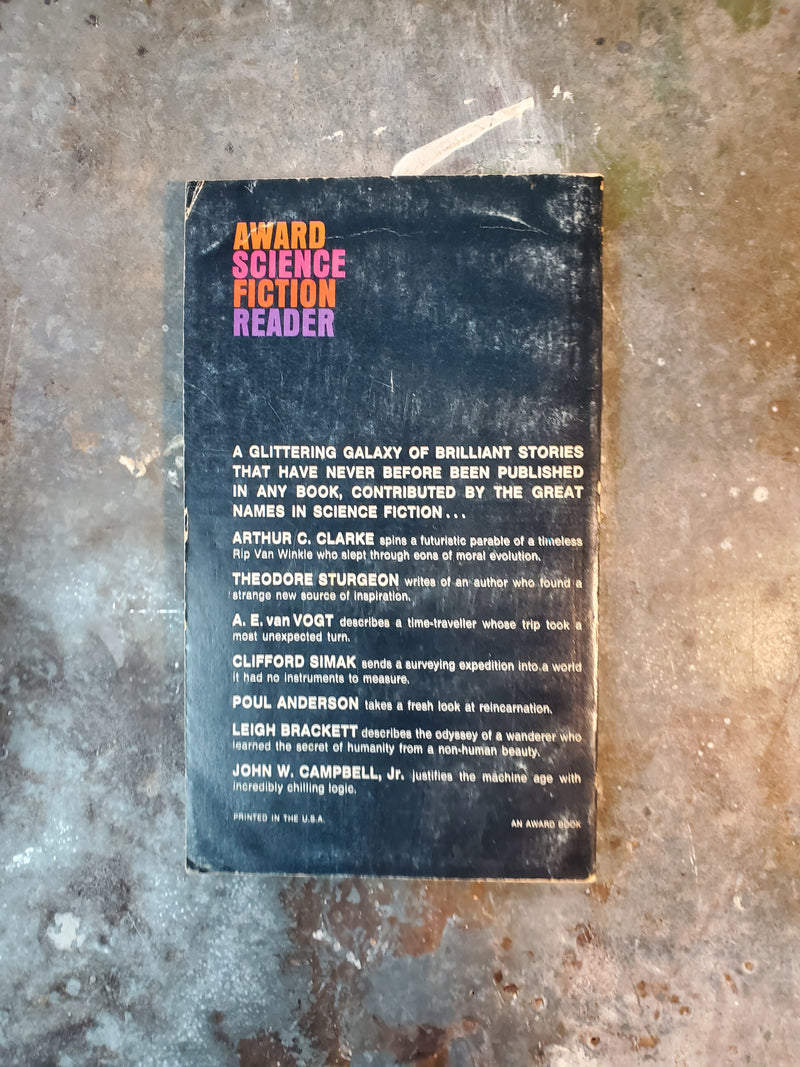 AWARD
SCIENCE
FICTION
READER
A GLITTERING GALAXY OF BRILLIANT STORIES
THAT HAVE NEVER BEFORE BEEN PUBLISHED
IN ANY BOOK, CONTRIBUTED BY THE GREAT
NAMES IN SCIENCE FICTION...
ARTHUR C. CLARKE spins a futuristic parable of a timeless
Rip Van Winkle who slept through eons of moral evolution.
THEODORE STURGEON writes of an author who found a
strange new source of inspiration.
A. E. van VOGT describes a time-traveller whose trip took a
most unexpected turn.
CLIFFORD SIMAK sends a surveying expedition into a world
it had no instruments to measure.
POUL ANDERSON takes a fresh look at reincarnation.
LEIGH BRACKETT describes the odyssey of a wanderer who
learned the secret of humanity from a non-human beauty.
JOHN W. CAMPBELL, Jr. justifies the machine age with
incredibly chilling logic.
PRINTED IN THE U.S.A.
AN AWARD BOOK